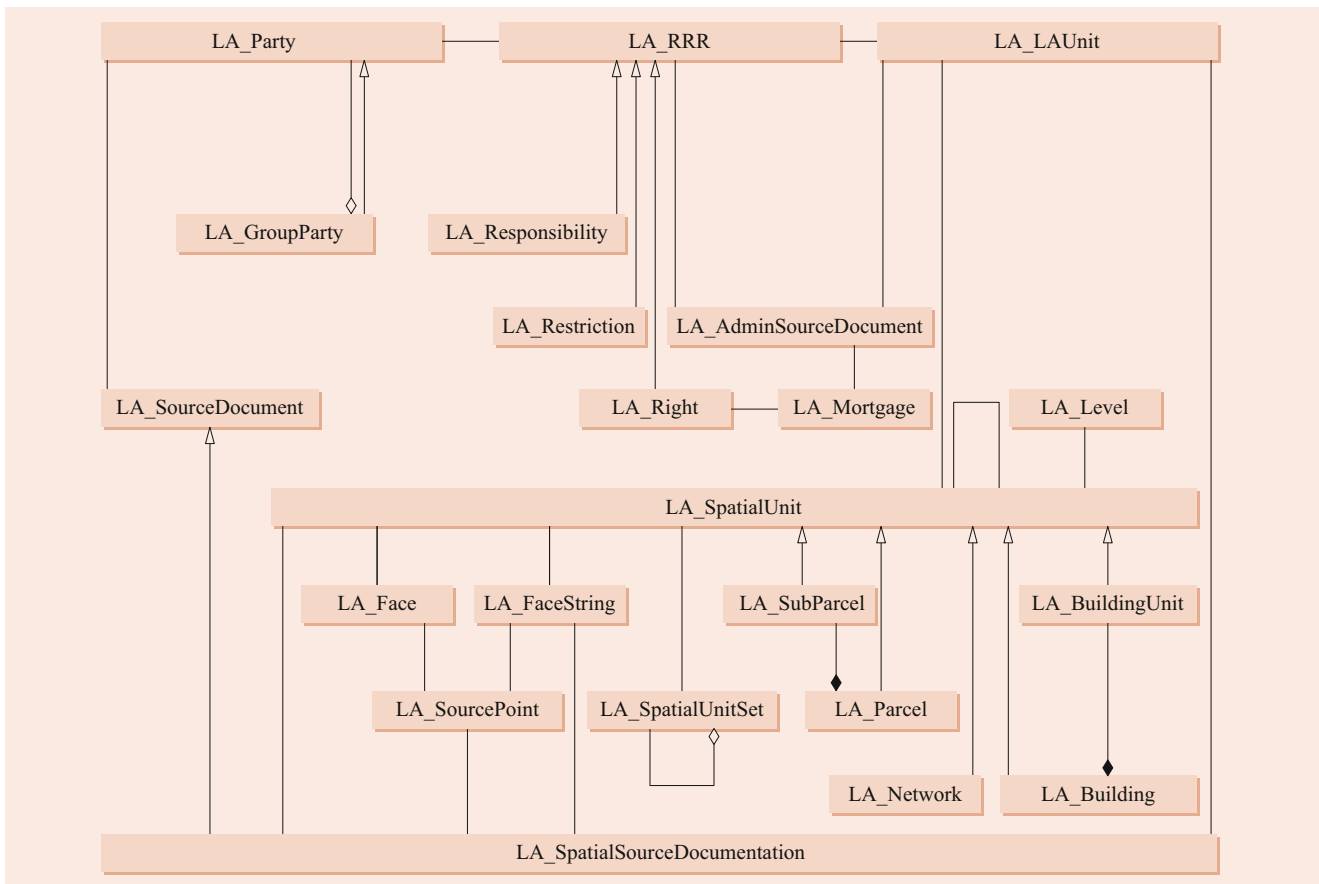 LA_Party
LA_RRR
LA_LAUnit
LA_GroupParty
LA_Responsibility
LA_Restriction
LA_AdminSourceDocument
LA_SourceDocument
LA_Right
LA_Mortgage
LA_Level
LA_SpatialUnit
LA_Face
LA_FaceString
LA_SubParcel
LA_BuildingUnit
LA_SourcePoint
LA_SpatialUnitSet
LA_Parcel
LA_Network
LA_Building
LA_SpatialSourceDocumentation